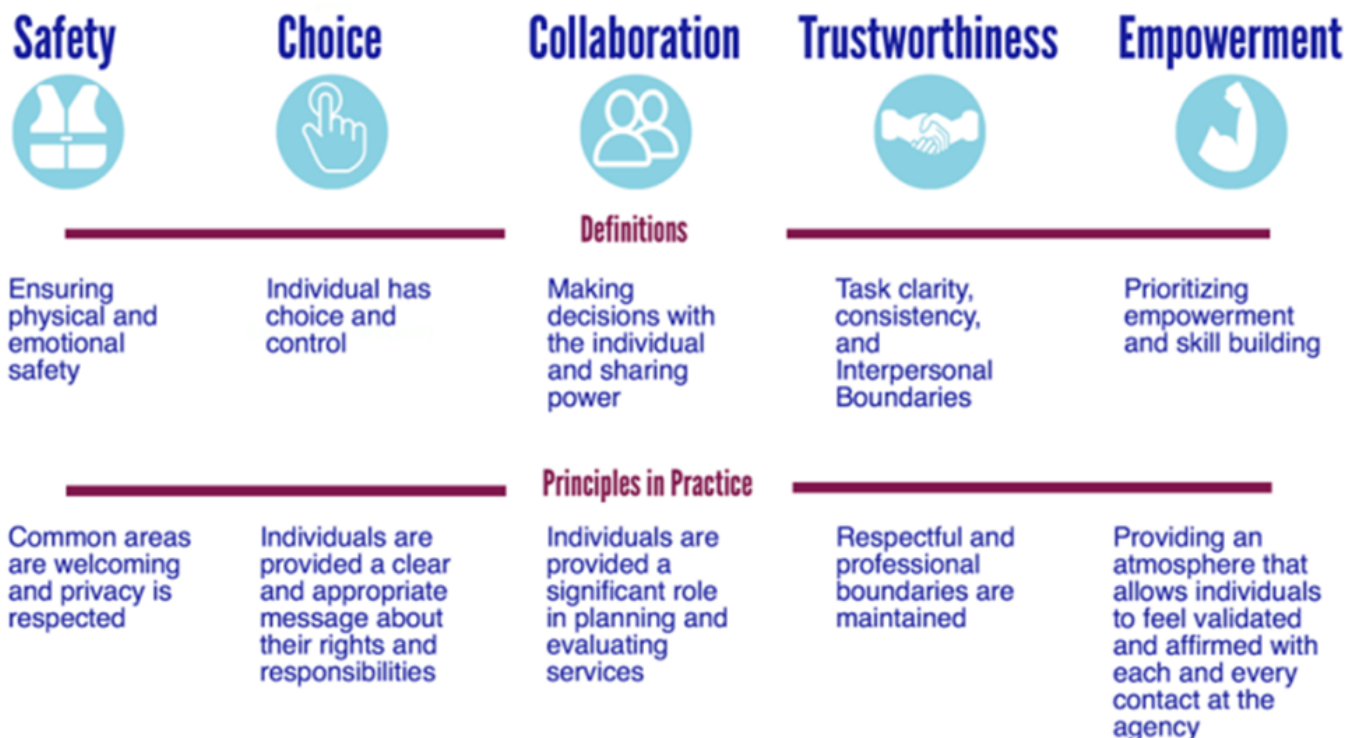 Safety
Choice
Collaboration
Trustworthiness
Empowerment
Definitions
Ensuring
physical and
emotional
safety
Individual has
choice and
control
Making
decisions with
the individual
and sharing
power
Task clarity,
consistency,
and
Interpersonal
Boundaries
Prioritizing
empowerment
and skill building
Principles in Practice
Common areas
are welcoming
and privacy is
respected
Individuals are
provided a clear
and appropriate
message about
their rights and
responsibilities
Individuals are
provided a
significant role
in planning and
evaluating
services
Respectful and
professional
boundaries are
maintained
Providing an
atmosphere that
allows individuals
to feel validated
and affirmed with
each and every
contact at the
agency